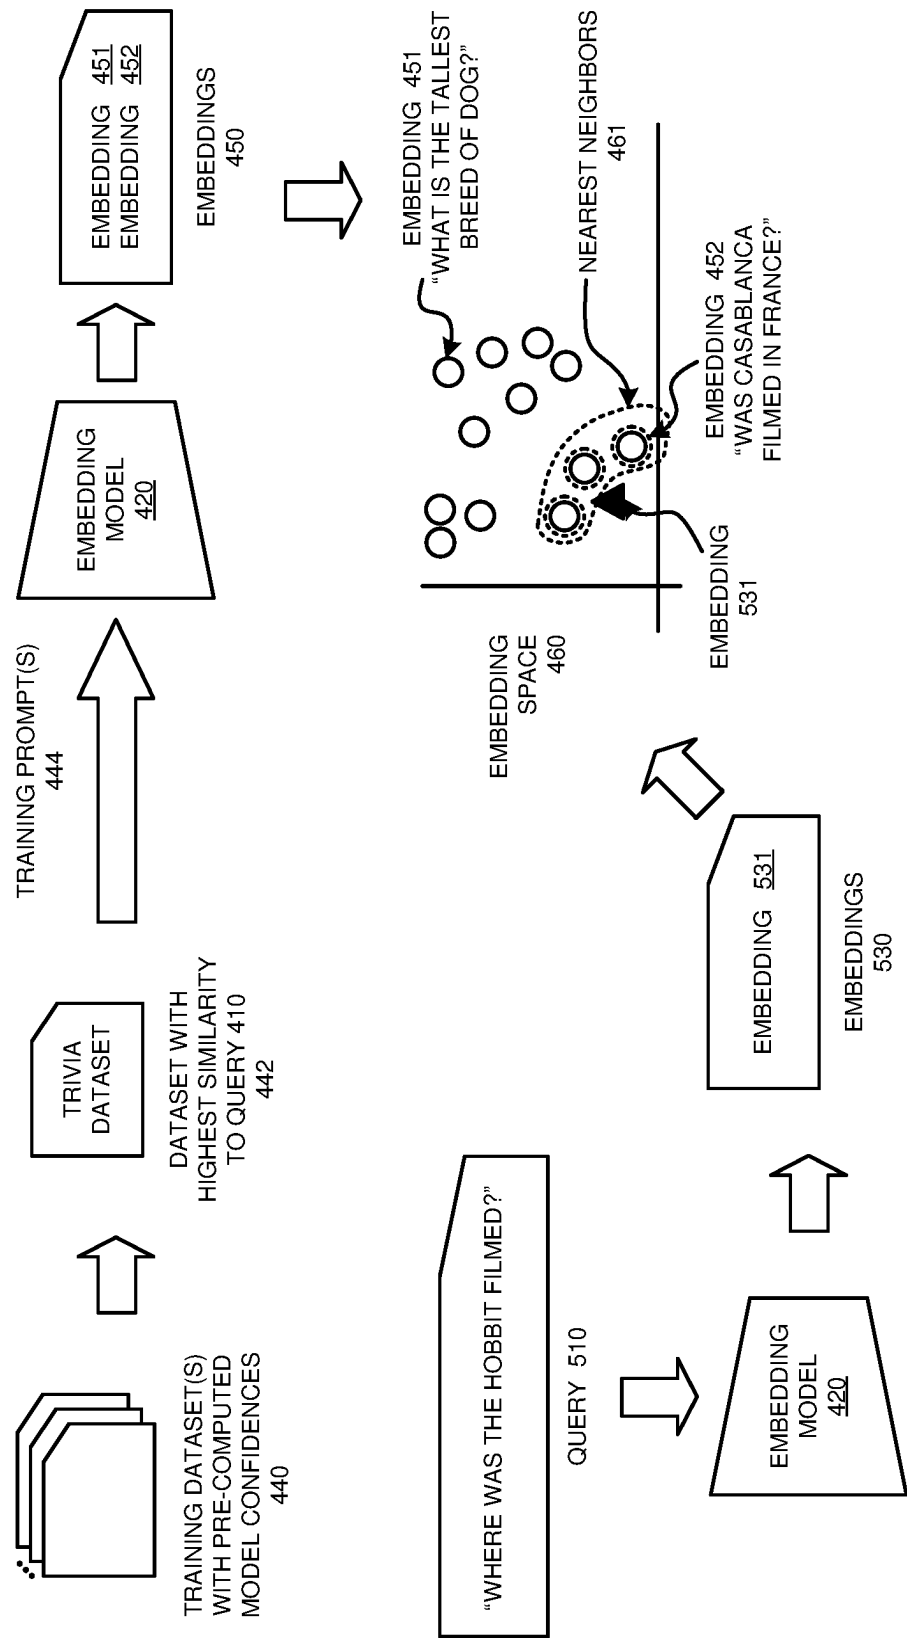 TRAINING DATASET(S)
WITH PRE-COMPUTED
MODEL CONFIDENCES
440
TRIVIA
DATASET
DATASET WITH
HIGHEST SIMILARITY
TO QUERY 410
442
TRAINING PROMPT(S)
444
EMBEDDING
MODEL
420
EMBEDDING 451
EMBEDDING 452
EMBEDDINGS
450
"WHERE WAS THE HOBBIT FILMED?"
QUERY 510
EMBEDDING
MODEL
420
EMBEDDING 531
EMBEDDINGS
530
EMBEDDING
SPACE
460
EMBEDDING 451
"WHAT IS THE TALLEST
BREED OF DOG?"
NEAREST NEIGHBORS
461
EMBEDDING
531
EMBEDDING 452
"WAS CASABLANCA
FILMED IN FRANCE?"